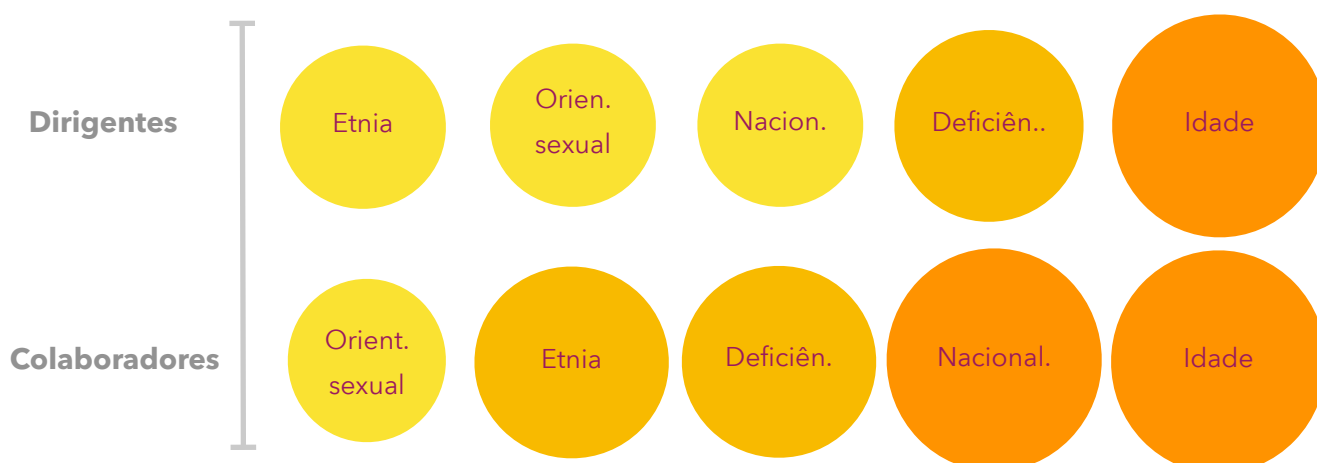 Dirigentes
Etnia
Orien.
sexual
Nacion.
Deficiên..
Idade
Colaboradores
Orient.
sexual
Etnia
Deficiên.
Nacional.
Idade